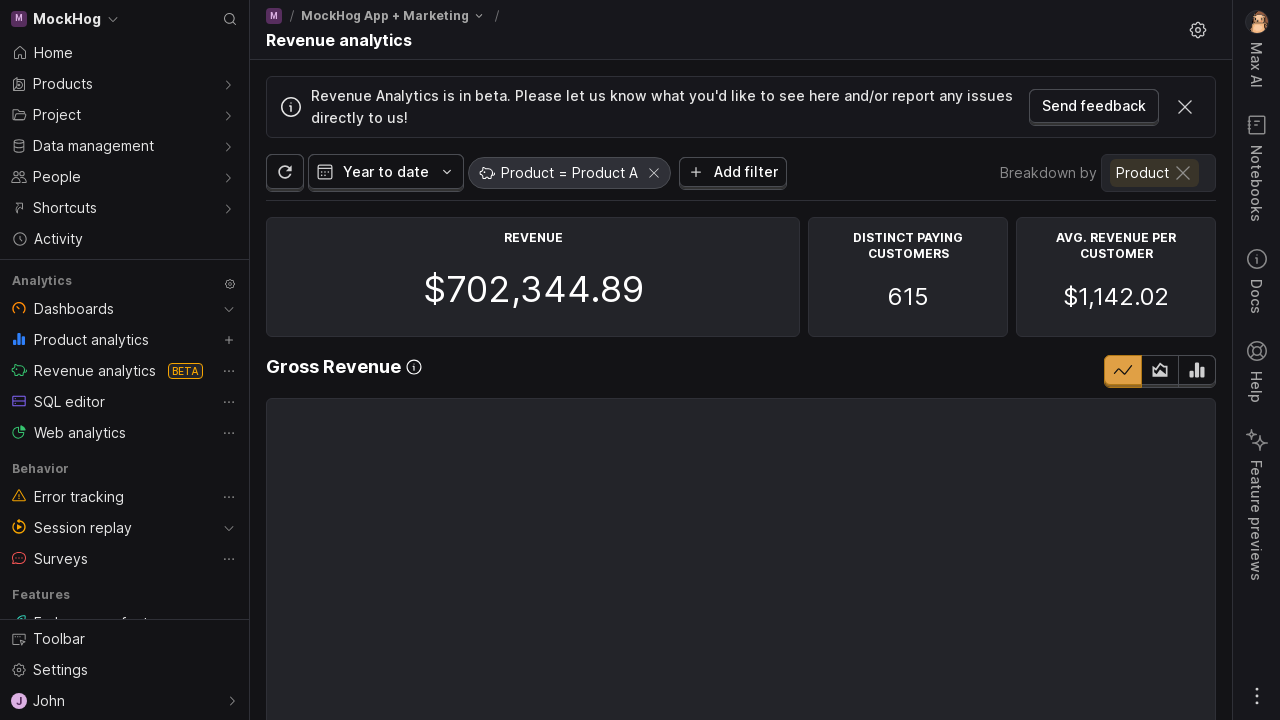 M MockHog
Home
Products
Project
Data management
People
Shortcuts
Activity
Analytics
Dashboards
Product analytics
Revenue analytics BETA
SQL editor
Web analytics
Behavior
Error tracking
Session replay
Surveys
Features
Toolbar
Settings
J John
M / MockHog App + Marketing /
Revenue analytics
Revenue Analytics is in beta. Please let us know what you'd like to see here and/or report any issues
directly to us!
Send feedback
Year to date
Product = Product A
Add filter
Breakdown by Product
REVENUE
$702,344.89
DISTINCT PAYING
CUSTOMERS
615
AVG. REVENUE PER
CUSTOMER
$1,142.02
Gross Revenue
Max AI
Notebooks
Docs
Help
Feature previews